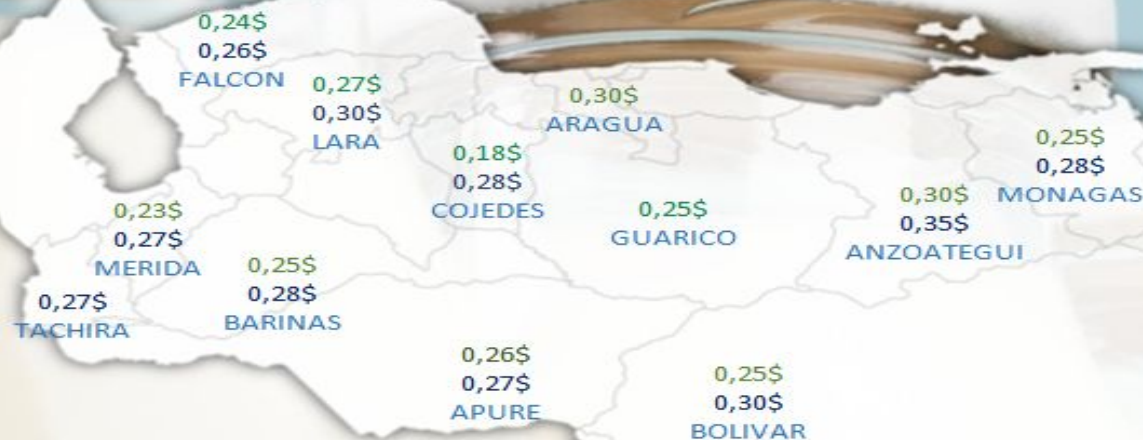 0,24$
0,26$
FALCON
0,27$
0,30$
LARA
0,30$
ARAGUA
0,18$
0,28$
COJEDES
0,25$
GUARICO
0,25$
0,28$
MONAGAS
0,30$
0,35$
ANZOATEGUI
0,23$
0,27$
MERIDA
0,25$
0,28$
BARINAS
0,27$
TACHIRA
0,26$
0,27$
APURE
0,25$
0,30$
BOLIVAR